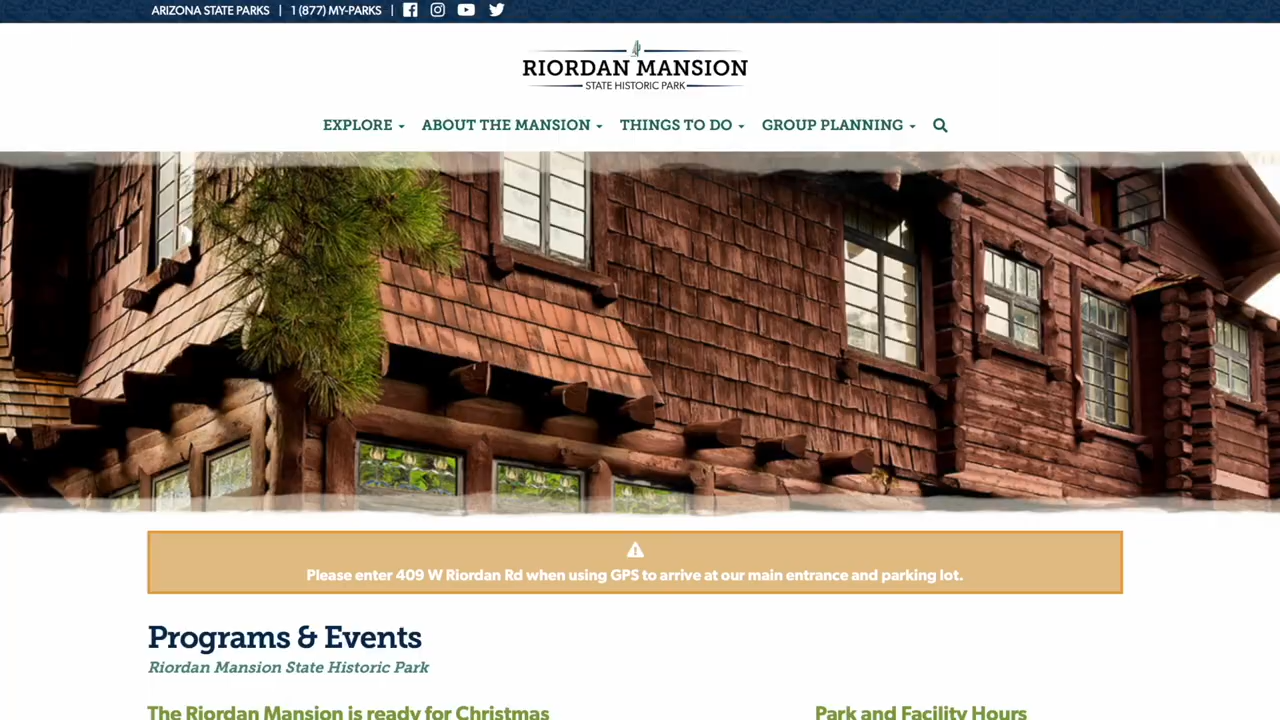 ARIZONA STATE PARKS | 1 (877) MY-PARKS |
RIORDAN MANSION
STATE HISTORIC PARK
EXPLORE ABOUT THE MANSION THINGS TO DO GROUP PLANNING
Please enter 409 W Riordan Rd when using GPS to arrive at our main entrance and parking lot.
Programs & Events
Riordan Mansion State Historic Park
The Riordan Mansion is ready for Christmas
Park and Facility Hours